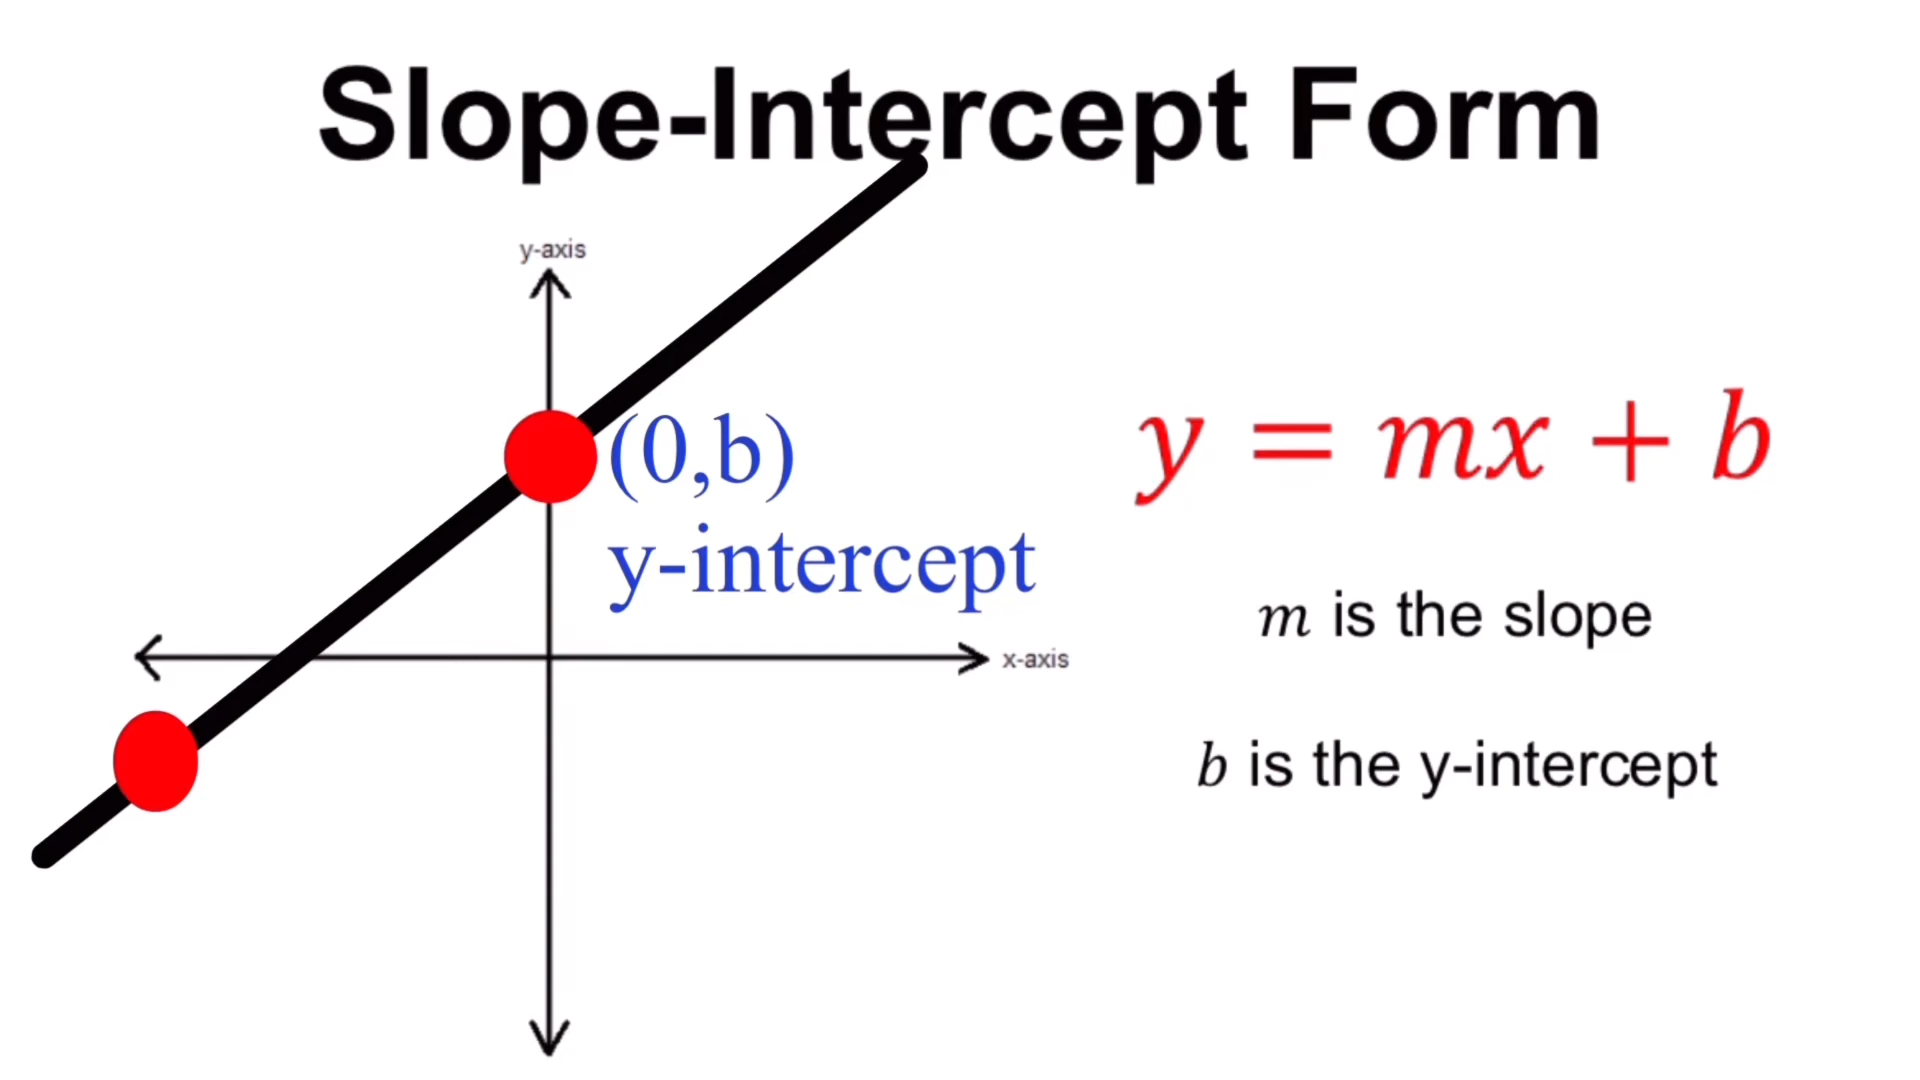 Slope-Intercept Form
y-axis
(0,b)
y-intercept
x-axis
y = mx + b
m is the slope
b is the y-intercept